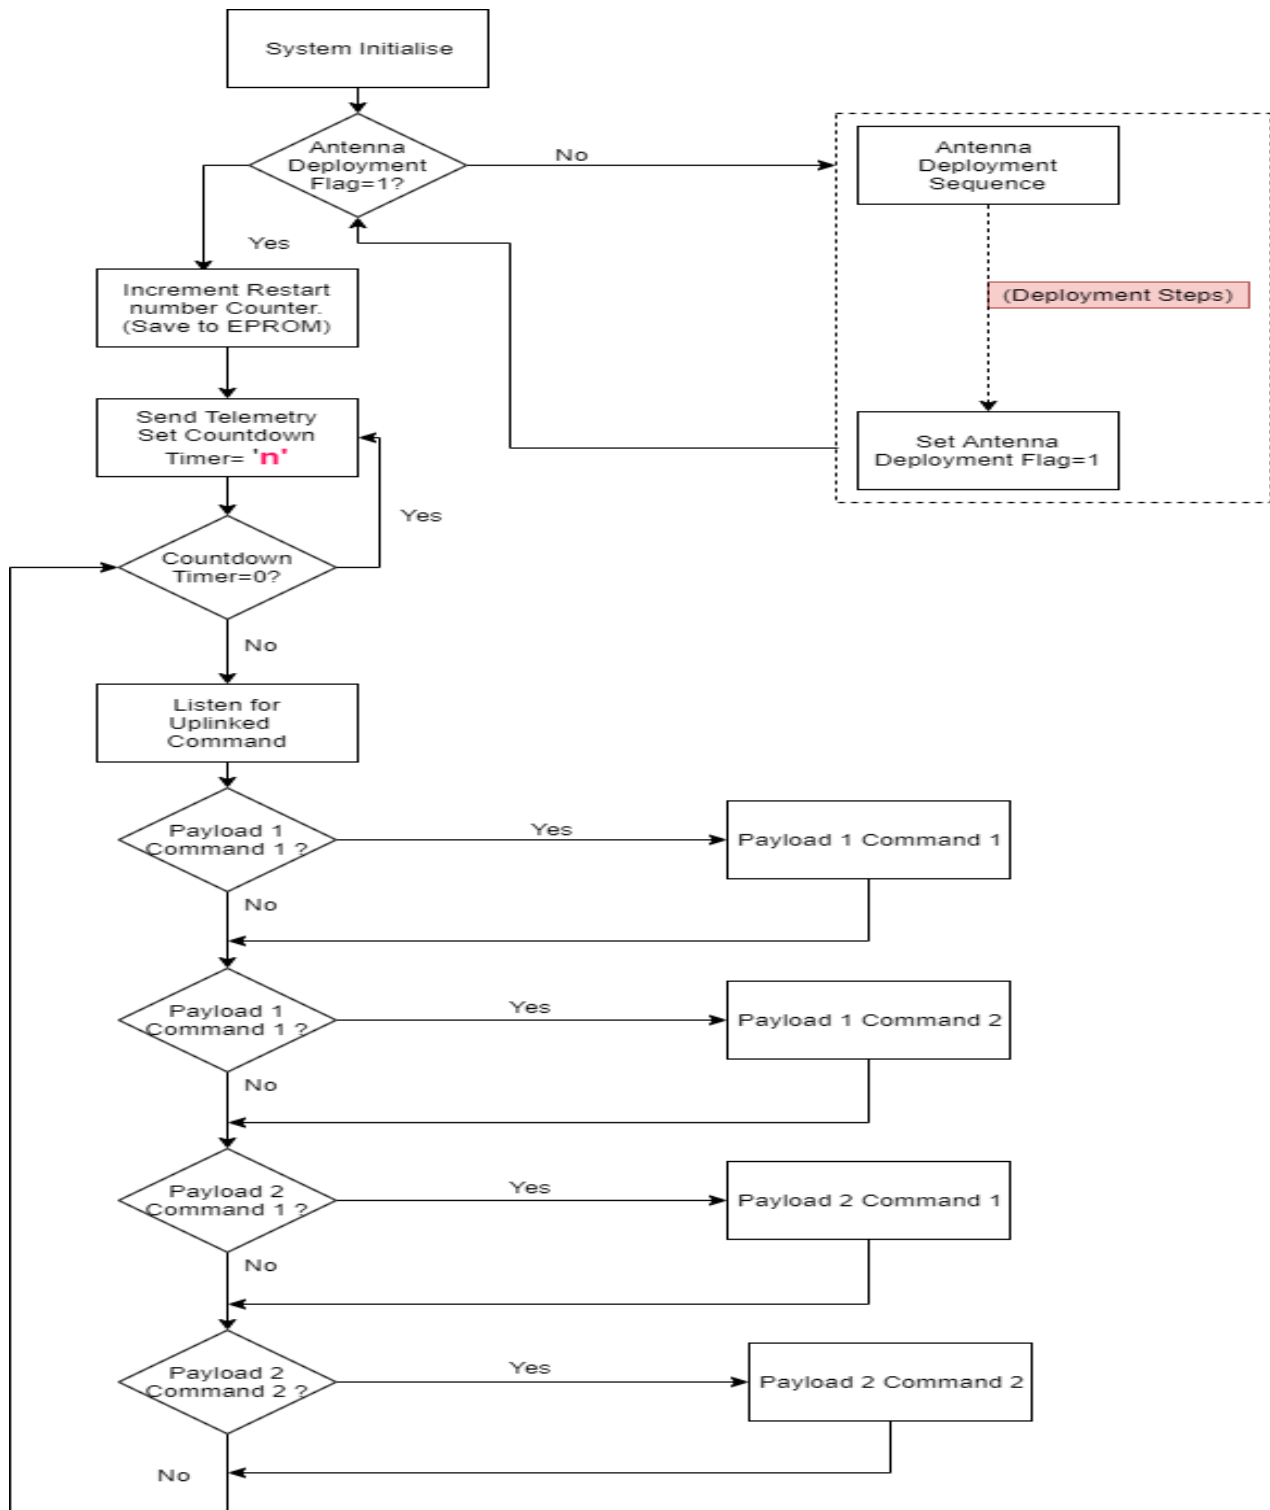 System Initialise
Antenna
Deployment
Flag=1?
No
Antenna
Deployment
Sequence
Yes
(Deployment Steps)
Increment Restart
number Counter.
(Save to EPROM)
Send Telemetry
Set Countdown
Timer= 'n'
Set Antenna
Deployment Flag=1
Yes
Countdown
Timer=0?
No
Listen for
Uplinked
Command
Payload 1
Command 1 ?
Yes
Payload 1 Command 1
No
Payload 1
Command 1 ?
Yes
Payload 1 Command 2
No
Payload 2
Command 1 ?
Yes
Payload 2 Command 1
No
Payload 2
Command 2 ?
Yes
Payload 2 Command 2
No